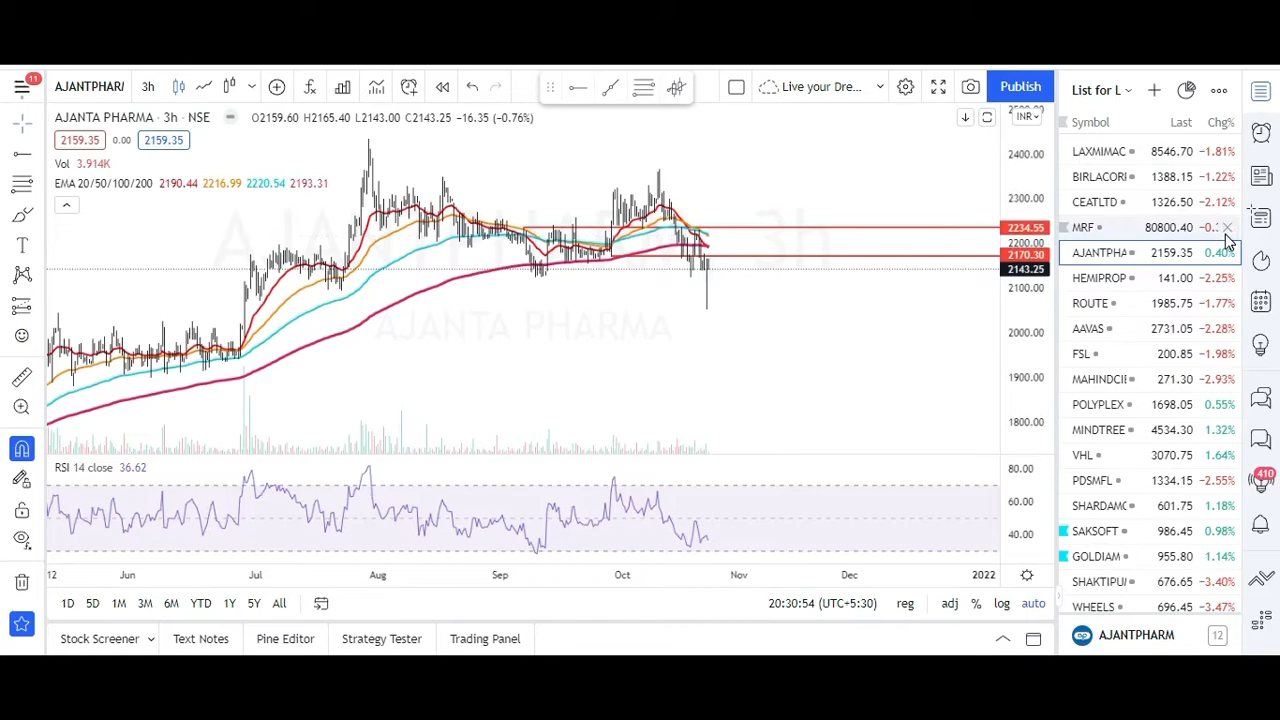 11
AJANTPHARM 3h Live your Dre... Publish
AJANTA PHARMA · 3h · NSE O2159.60 H2165.40 L2143.00 C2143.25 −16.35 (−0.76%)
2159.35 0.00 2159.35
Vol 3.914K
EMA 20/50/100/200 2190.44 2216.99 2220.54 2193.31
INR
2400.00
2300.00
2234.55
2200.00
2170.30
2143.25
2100.00
2000.00
1900.00
1800.00
AJANTA PHARMA
RSI 14 close 36.62
80.00
60.00
40.00
12 Jun Jul Aug Sep Oct Nov Dec 2022
1D 5D 1M 3M 6M YTD 1Y 5Y All 20:30:54 (UTC+5:30) reg adj % log auto
Stock Screener Text Notes Pine Editor Strategy Tester Trading Panel
List for L
Symbol Last Chg%
LAXMIMAC 8546.70 −1.81%
BIRLACORI 1388.15 −1.22%
CEATLTD 1326.50 −2.12%
MRF 80800.40
AJANTPHA 2159.35 0.40%
HEMIPROP 141.00 −2.25%
ROUTE 1985.75 −1.77%
AAVAS 2731.05 −2.28%
FSL 200.85 −1.98%
MAHINDCIE 271.30 −2.93%
POLYPLEX 1698.05 0.55%
MINDTREE 4534.30 1.32%
VHL 3070.75 1.64%
PDSMFL 1334.15 −2.55%
SHARDAMO 601.75 1.18%
SAKSOFT 986.45 0.98%
GOLDIAM 955.80 1.14%
SHAKTIPU 676.65 −3.40%
WHEELS 696.45 −3.47%
AJANTPHARM 12
410